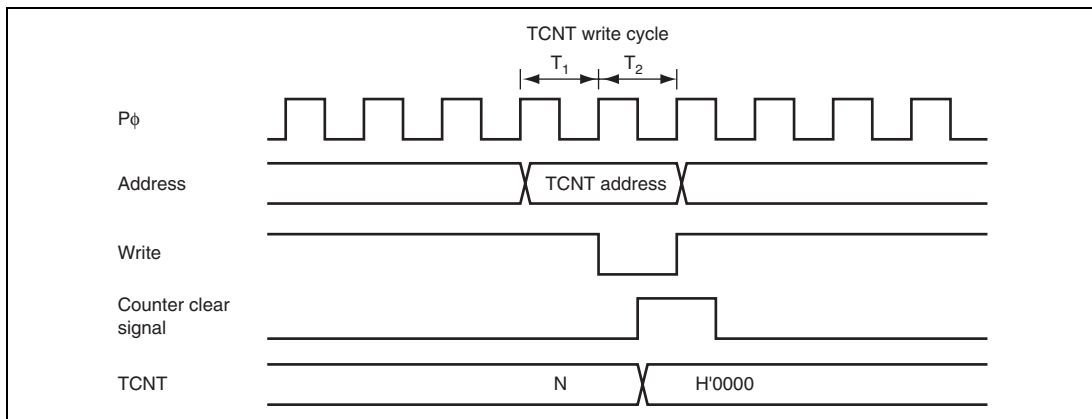 TCNT write cycle
T1 T2
Pϕ
Address
TCNT address
Write
Counter clear
signal
TCNT
N
H'0000